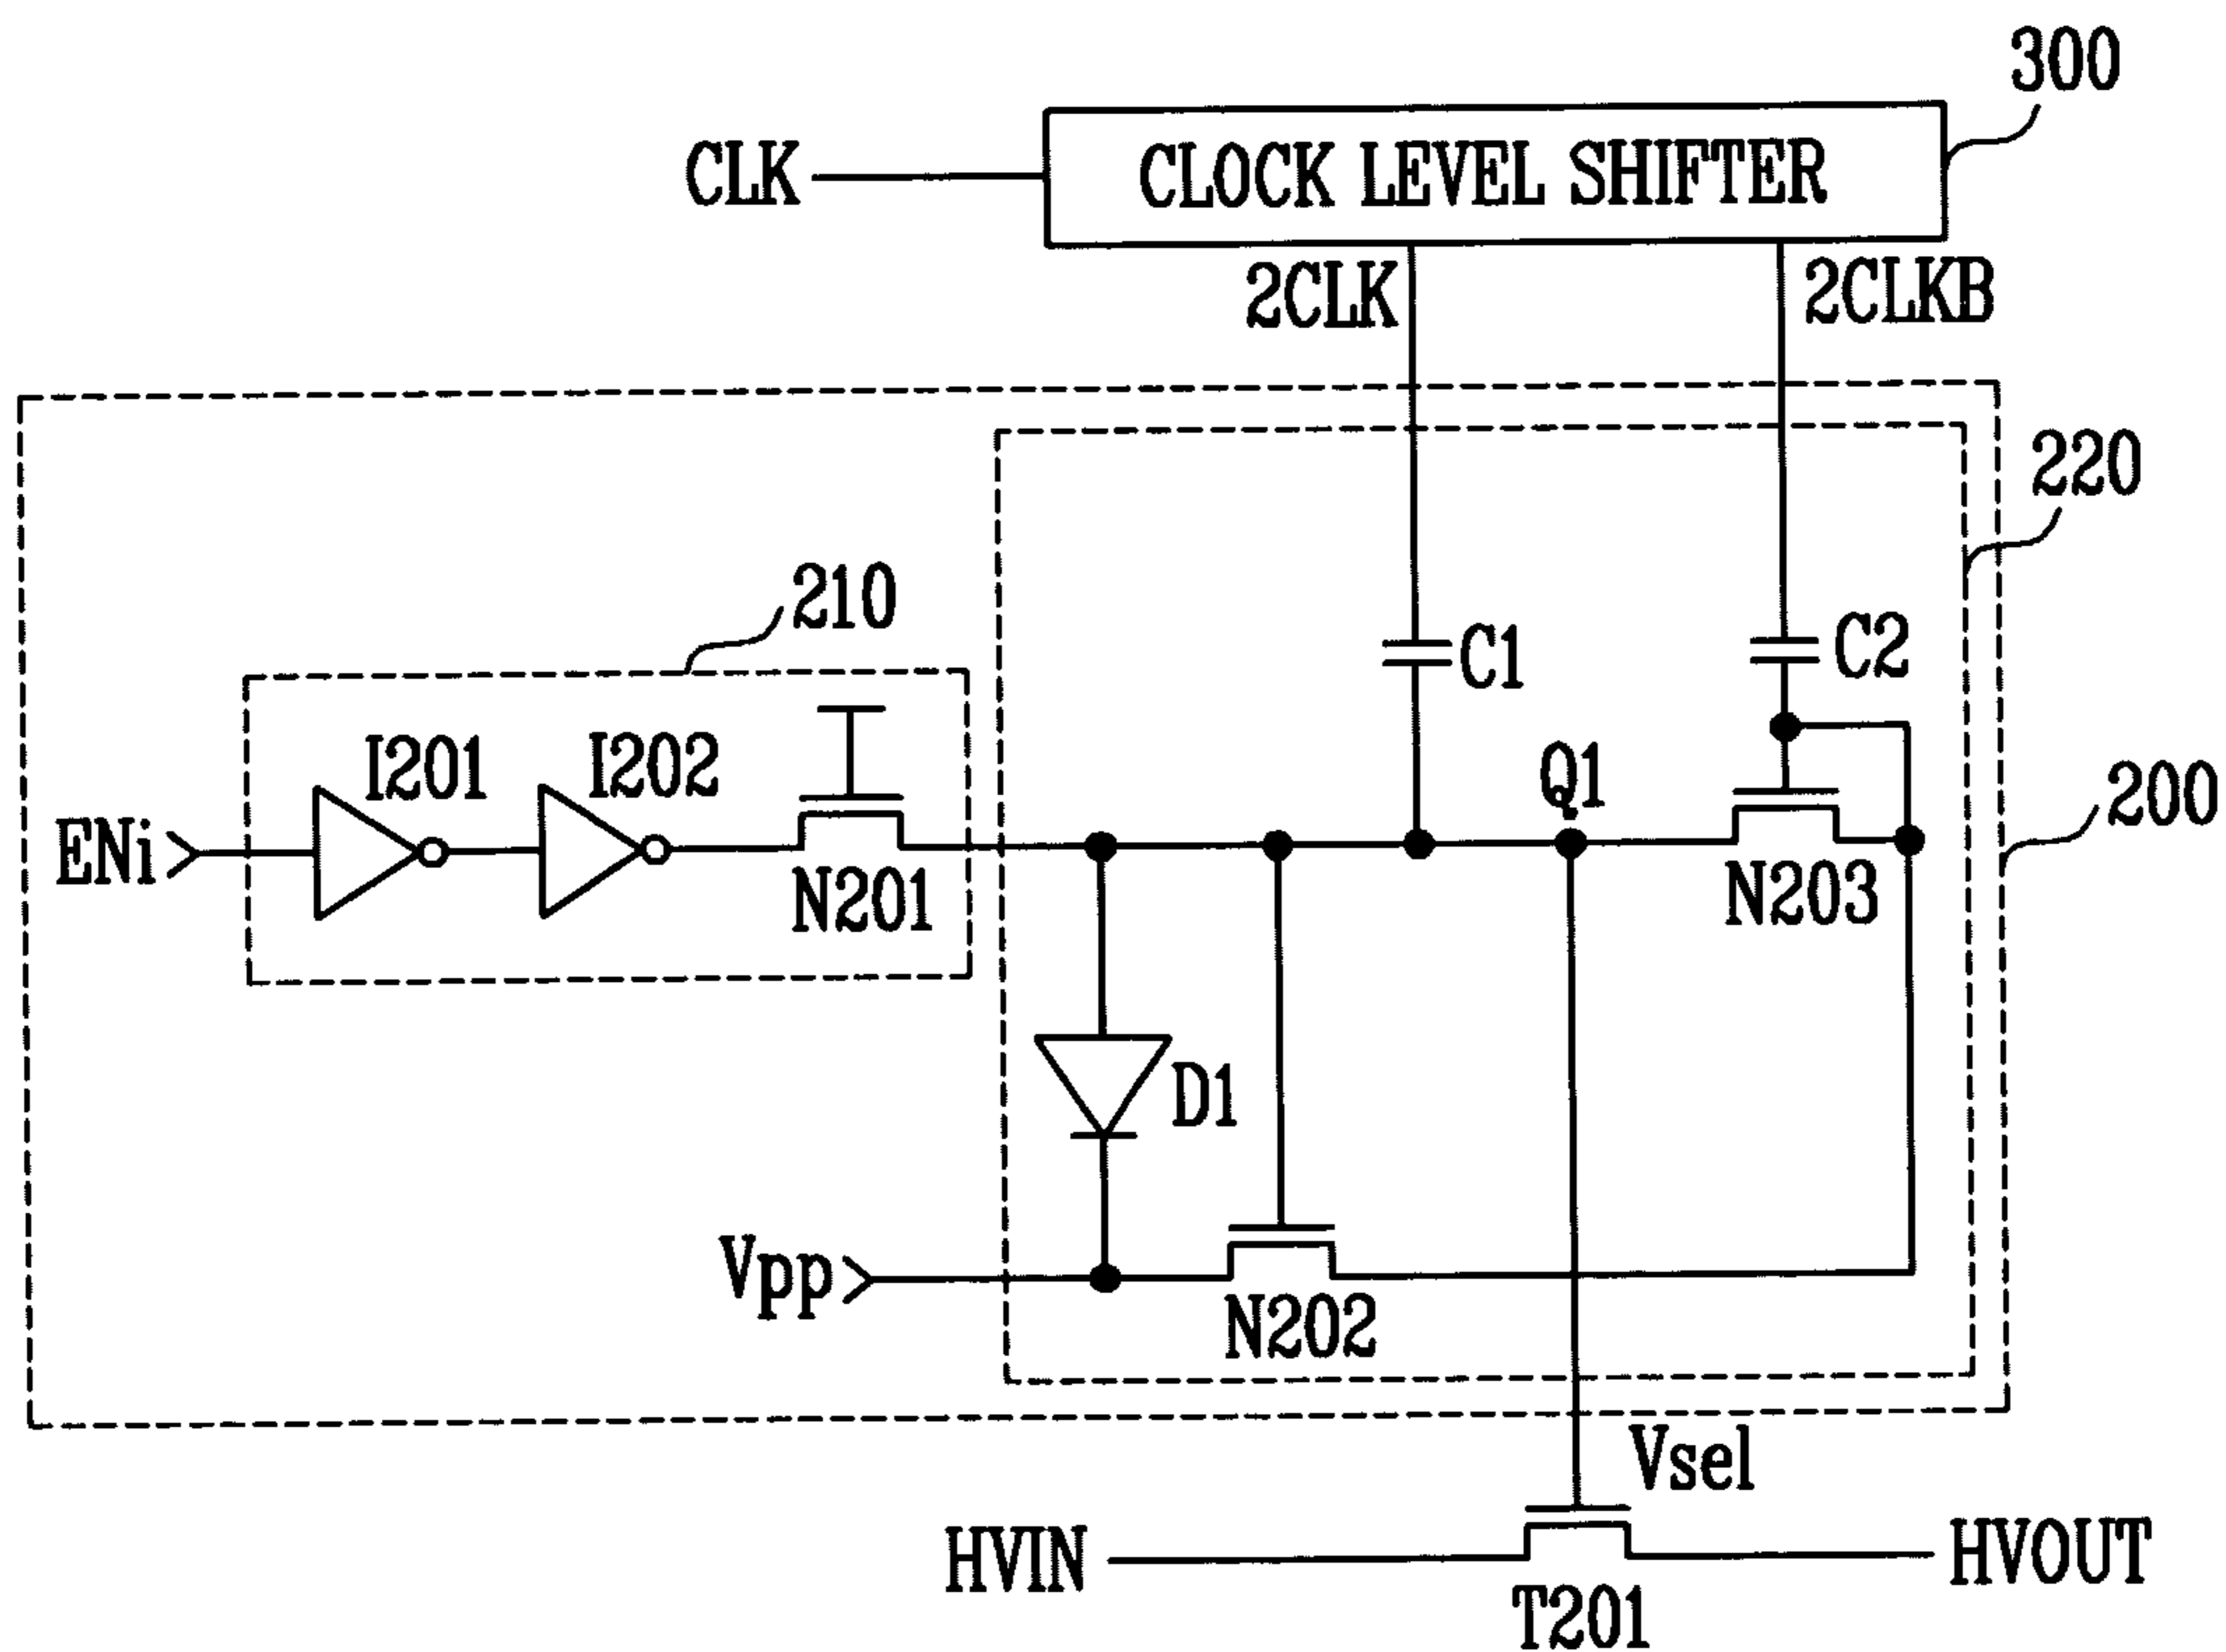 300
CLK
CLOCK LEVEL SHIFTER
2CLK
2CLKB
220
210
C1
C2
I201
I202
Q1
200
ENi
N201
N203
D1
Vpp
N202
Vsel
HVIN
HVOUT
T201